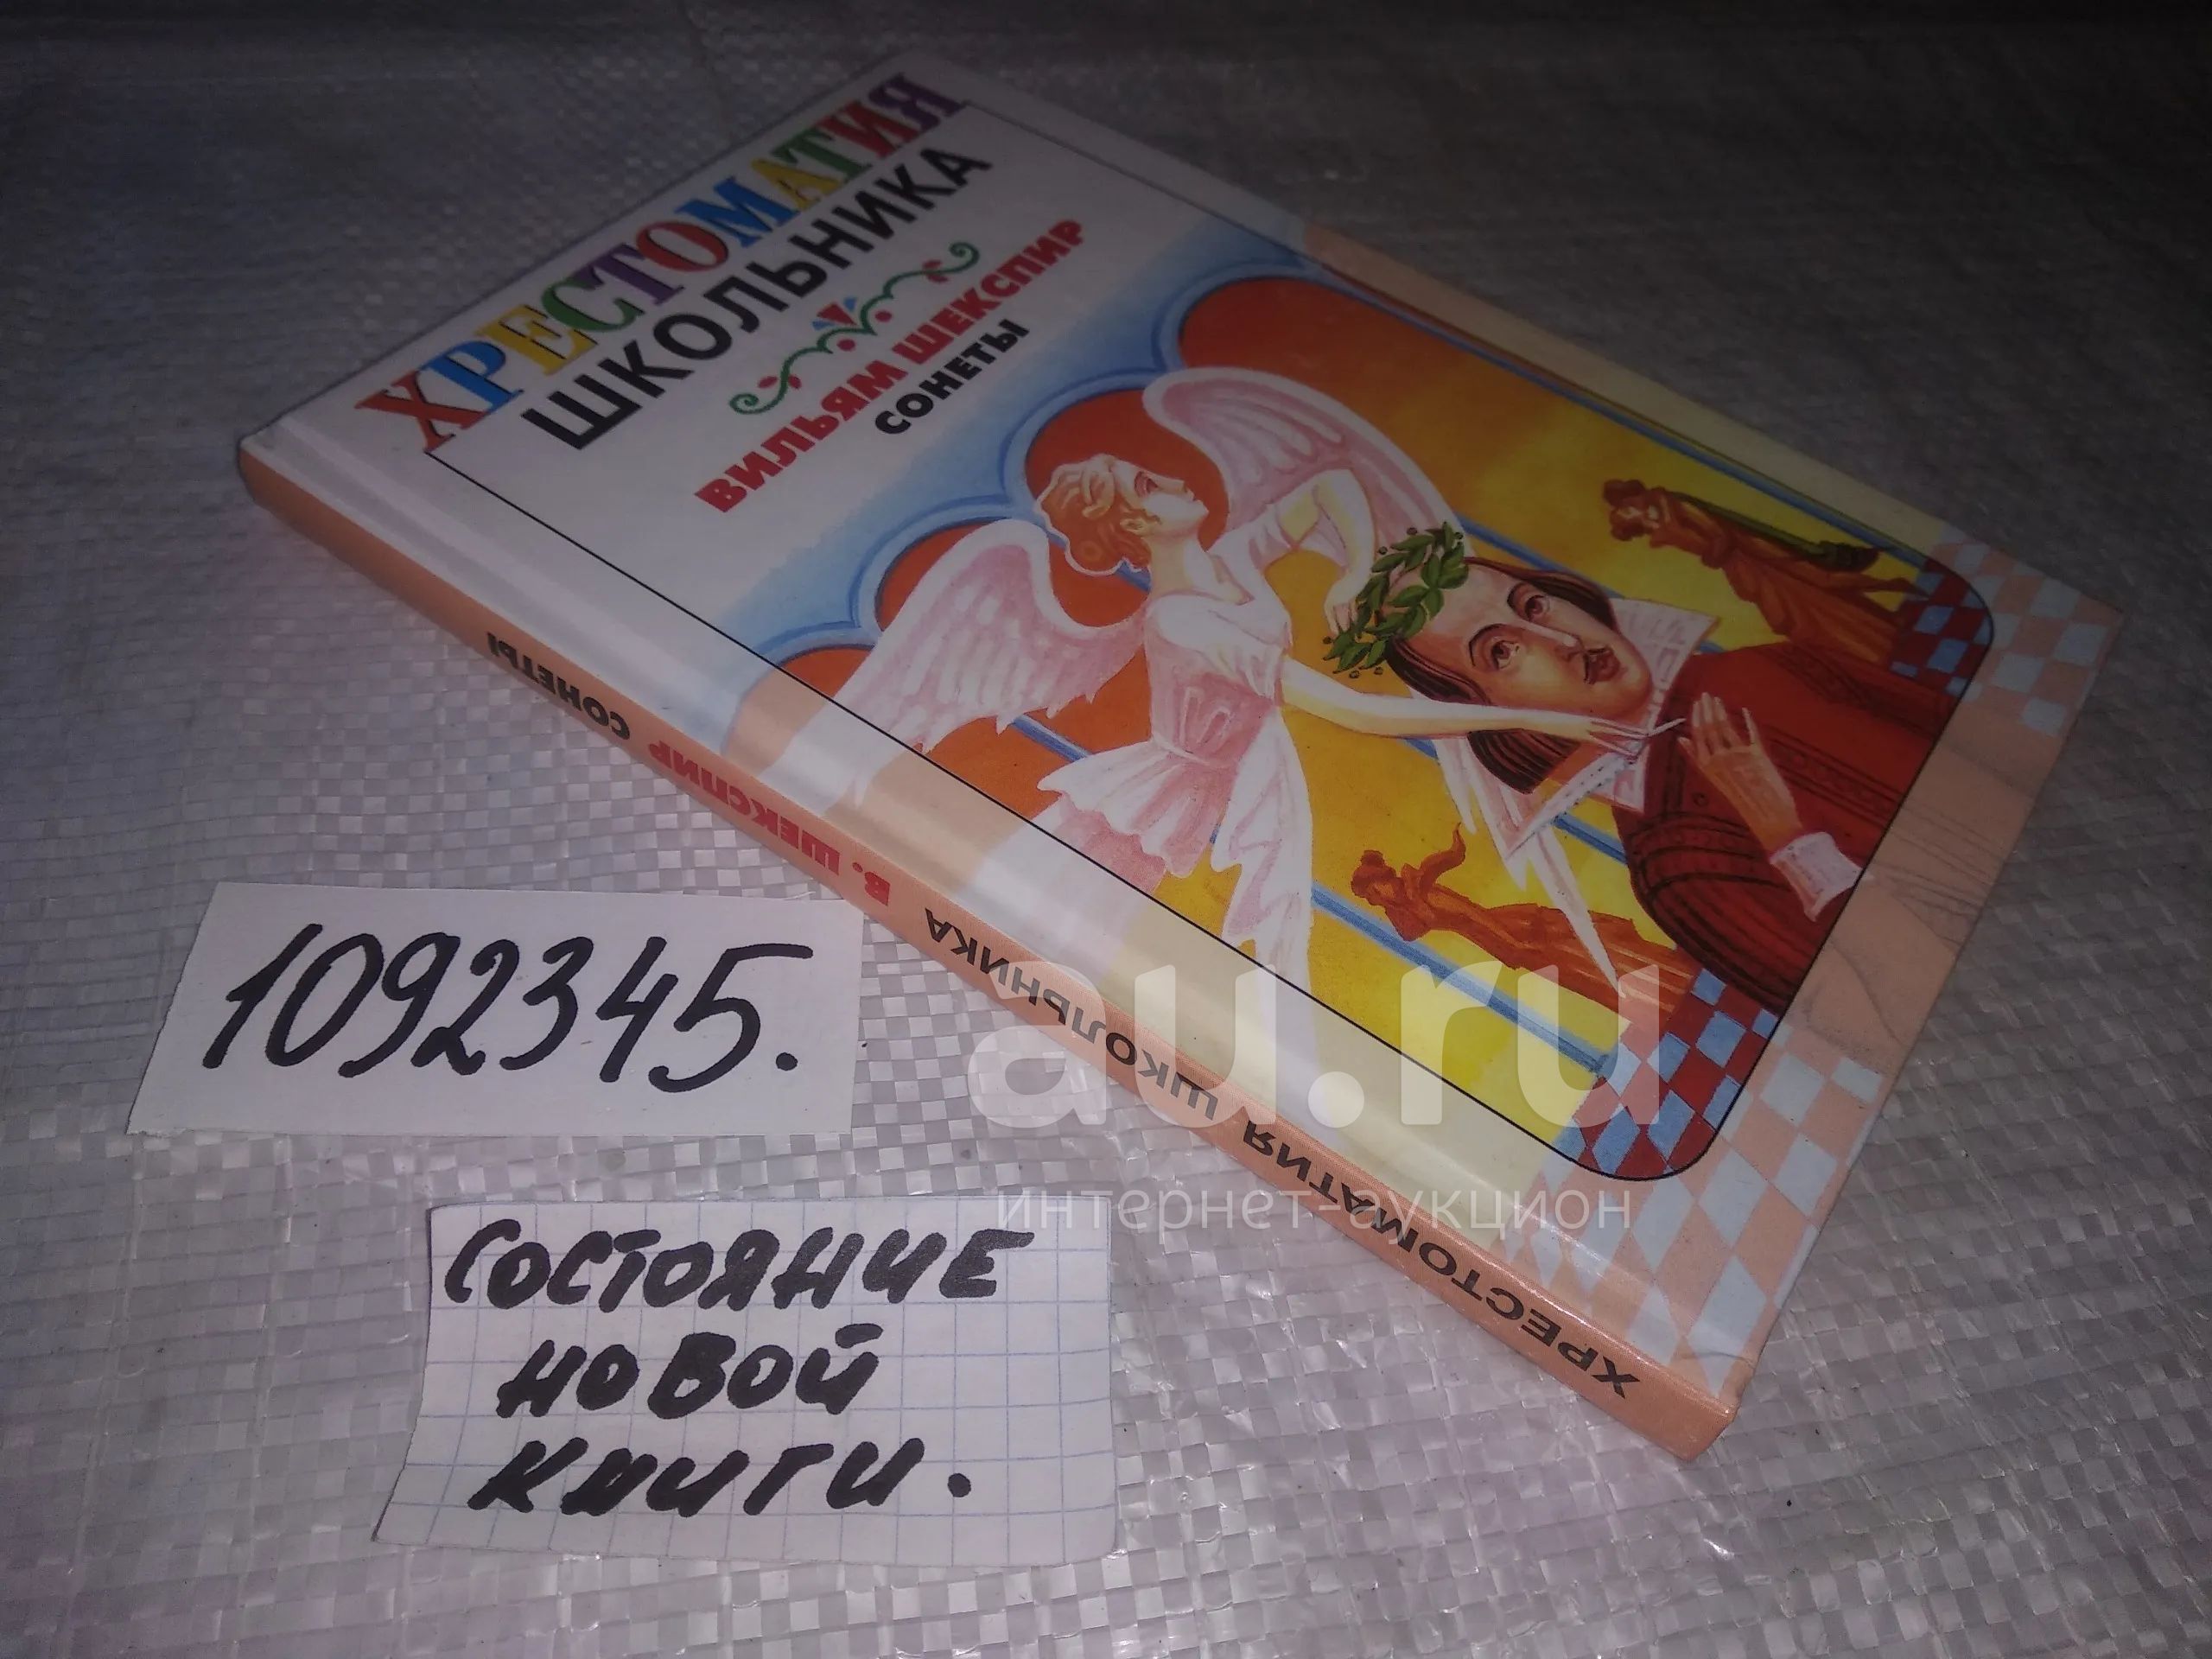 ХРЕСТОМАТИЯ
ШКОЛЬНИКА
ВИЛЬЯМ ШЕКСПИР
СОНЕТЫ
ХРЕСТОМАТИЯ ШКОЛЬНИКА В. ШЕКСПИР СОНЕТЫ
1092345.
СОСТОЯНИЕ
НОВОЙ
КНИГИ.
au.ru
интернет-аукцион